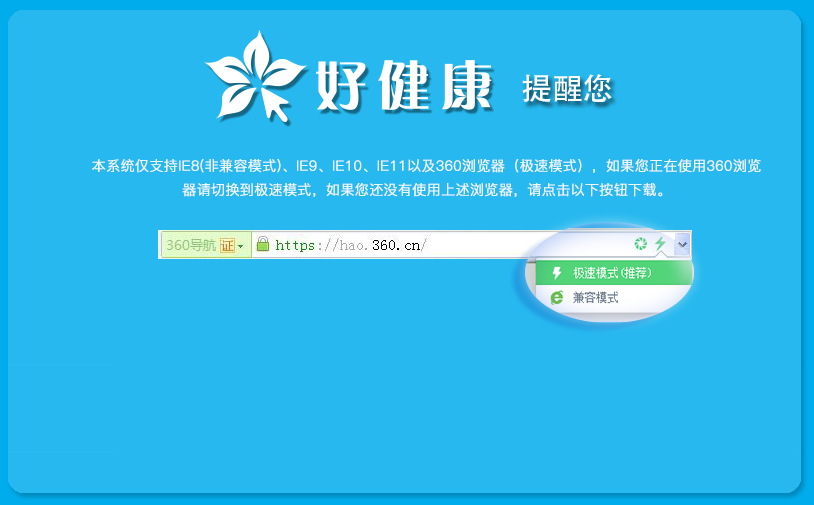 好健康 提醒您
本系统仅支持IE8(非兼容模式)、IE9、IE10、IE11以及360浏览器（极速模式），如果您正在使用360浏览
器请切换到极速模式，如果您还没有使用上述浏览器，请点击以下按钮下载。
360导航 证 https://hao.360.cn/
极速模式(推荐)
兼容模式